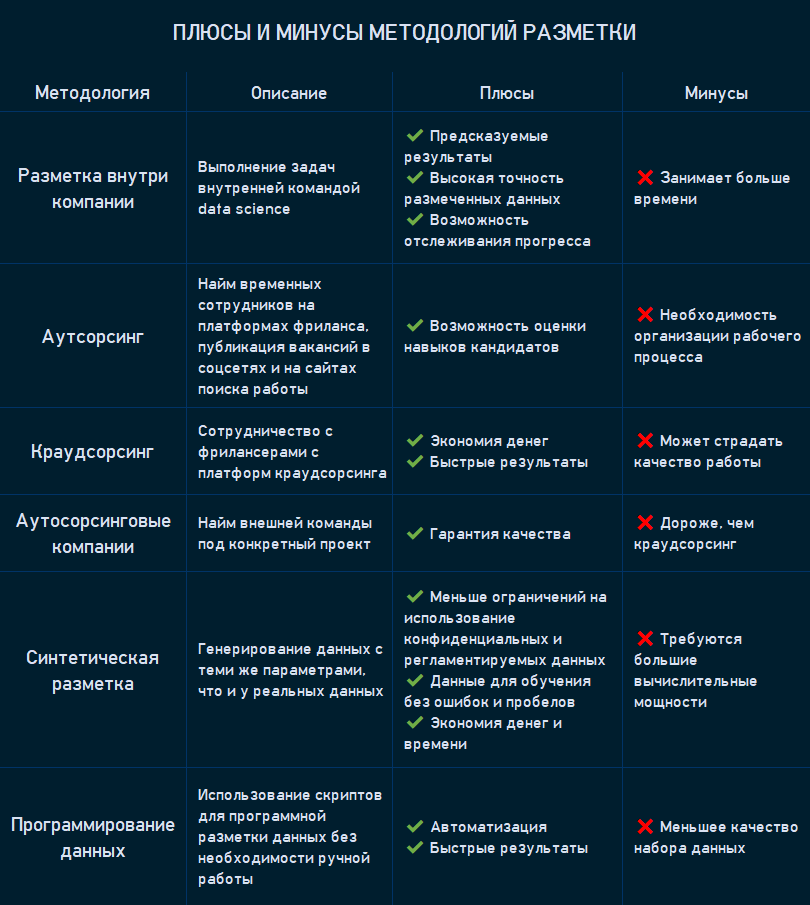 ПЛЮСЫ И МИНУСЫ МЕТОДОЛОГИЙ РАЗМЕТКИ
Методология
Описание
Плюсы
Минусы
Разметка внутри
компании
Выполнение задач
внутренней командой
data science
Предсказуемые
результаты
Высокая точность
размеченных данных
Возможность
отслеживания прогресса
Занимает больше
времени
Аутсорсинг
Найм временных
сотрудников на
платформах фриланса,
публикация вакансий в
соцсетях и на сайтах
поиска работы
Возможность оценки
навыков кандидатов
Необходимость
организации рабочего
процесса
Краудсорсинг
Сотрудничество с
фрилансерами с
платформ краудсорсинга
Экономия денег
Быстрые результаты
Может страдать
качество работы
Аутосорсинговые
компании
Найм внешней команды
под конкретный проект
Гарантия качества
Дороже, чем
краудсорсинг
Синтетическая
разметка
Генерирование данных с
теми же параметрами,
что и у реальных данных
Меньше ограничений на
использование
конфиденциальных и
регламентируемых данных
Данные для обучения
без ошибок и пробелов
Экономия денег и
времени
Требуются
большие
вычислительные
мощности
Программирование
данных
Использование скриптов
для программной
разметки данных без
необходимости ручной
работы
Автоматизация
Быстрые результаты
Меньшее качество
набора данных